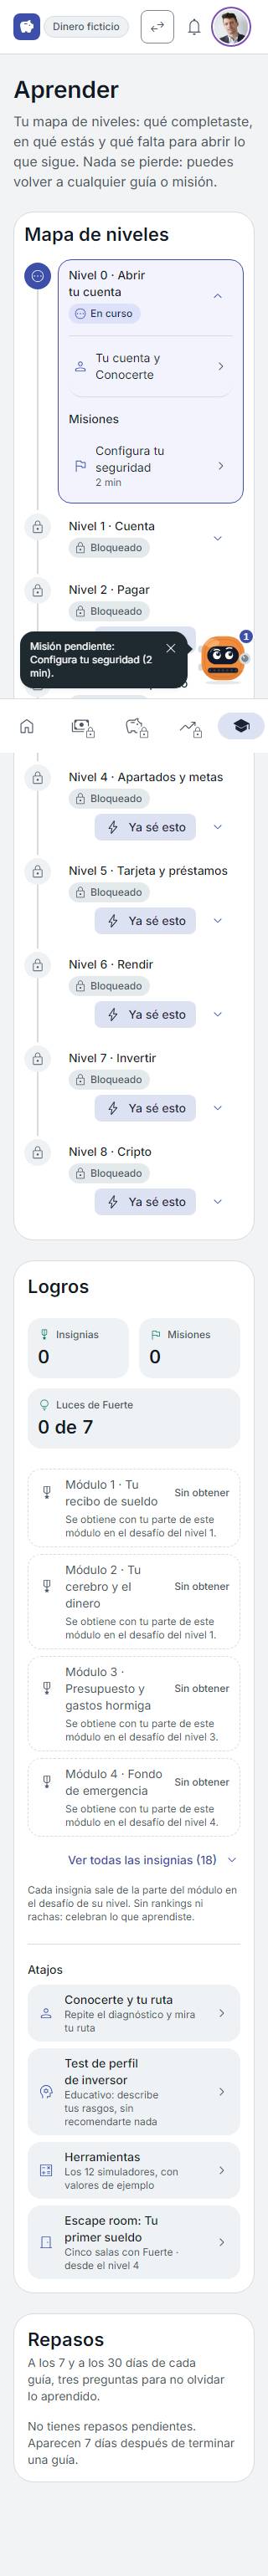 Dinero ficticio
Aprender
Tu mapa de niveles: qué completaste,
en qué estás y qué falta para abrir lo
que sigue. Nada se pierde: puedes
volver a cualquier guía o misión.
Mapa de niveles
Nivel 0 · Abrir
tu cuenta
En curso
Tu cuenta y
Conocerte
Misiones
Configura tu
seguridad
2 min
Nivel 1 · Cuenta
Bloqueado
Nivel 2 · Pagar
Bloqueado
Misión pendiente:
Configura tu seguridad (2
min).
1
Nivel 4 · Apartados y metas
Bloqueado
Ya sé esto
Nivel 5 · Tarjeta y préstamos
Bloqueado
Ya sé esto
Nivel 6 · Rendir
Bloqueado
Ya sé esto
Nivel 7 · Invertir
Bloqueado
Ya sé esto
Nivel 8 · Cripto
Bloqueado
Ya sé esto
Logros
Insignias
0
Misiones
0
Luces de Fuerte
0 de 7
Módulo 1 · Tu
recibo de sueldo
Sin obtener
Se obtiene con tu parte de este
módulo en el desafío del nivel 1.
Módulo 2 · Tu
cerebro y el
dinero
Sin obtener
Se obtiene con tu parte de este
módulo en el desafío del nivel 1.
Módulo 3 ·
Presupuesto y
gastos hormiga
Sin obtener
Se obtiene con tu parte de este
módulo en el desafío del nivel 3.
Módulo 4 · Fondo
de emergencia
Sin obtener
Se obtiene con tu parte de este
módulo en el desafío del nivel 4.
Ver todas las insignias (18)
Cada insignia sale de la parte del módulo en
el desafío de su nivel. Sin rankings ni
rachas: celebran lo que aprendiste.
Atajos
Conocerte y tu ruta
Repite el diagnóstico y mira
tu ruta
Test de perfil
de inversor
Educativo: describe
tus rasgos, sin
recomendarte nada
Herramientas
Los 12 simuladores, con
valores de ejemplo
Escape room: Tu
primer sueldo
Cinco salas con Fuerte ·
desde el nivel 4
Repasos
A los 7 y a los 30 días de cada
guía, tres preguntas para no olvidar
lo aprendido.
No tienes repasos pendientes.
Aparecen 7 días después de terminar
una guía.